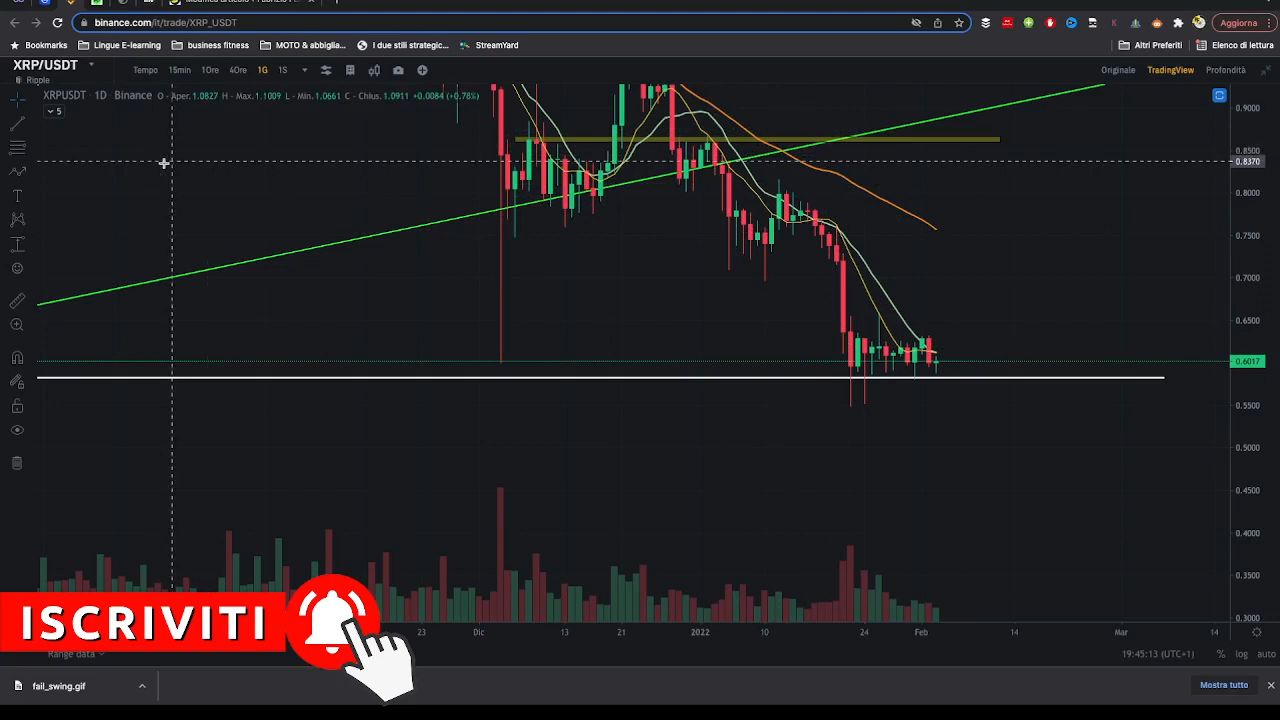 binance.com/it/trade/XRP_USDT
Aggiorna
Bookmarks
Lingue E-learning
business fitness
MOTO & abbiglia...
I due stili strategic...
StreamYard
Altri Preferiti
Elenco di lettura
XRP/USDT
Ripple
Tempo 15min 1Ore 4Ore 1G 1S
Originale TradingView Profondità
XRPUSDT 1D Binance O - Aper. 1.0827 H - Max. 1.1009 L - Min. 1.0661 C - Chius. 1.0911 +0.0084 (+0.78%)
5
0.9000
0.8500
0.8370
0.8000
0.7500
0.7000
0.6500
0.6017
0.5500
0.5000
0.4500
0.4000
0.3500
0.3000
ISCRIVITI
23 Dic 13 21 2022 10 24 Feb 14 Mar 14
Range data
19:45:13 (UTC+1) % log auto
fail_swing.gif
Mostra tutto